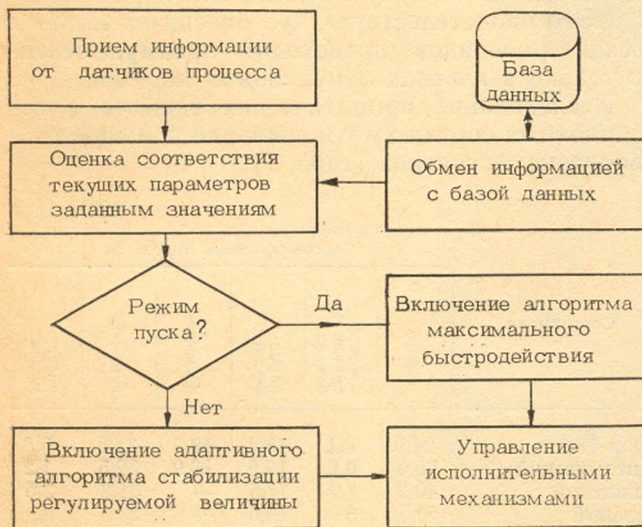 Прием информации
от датчиков процесса
База
данных
Оценка соответствия
текущих параметров
заданным значениям
Обмен информацией
с базой данных
Режим
пуска?
Да
Включение алгоритма
максимального
быстродействия
Нет
Включение адаптивного
алгоритма стабилизации
регулируемой величины
Управление
исполнительными
механизмами